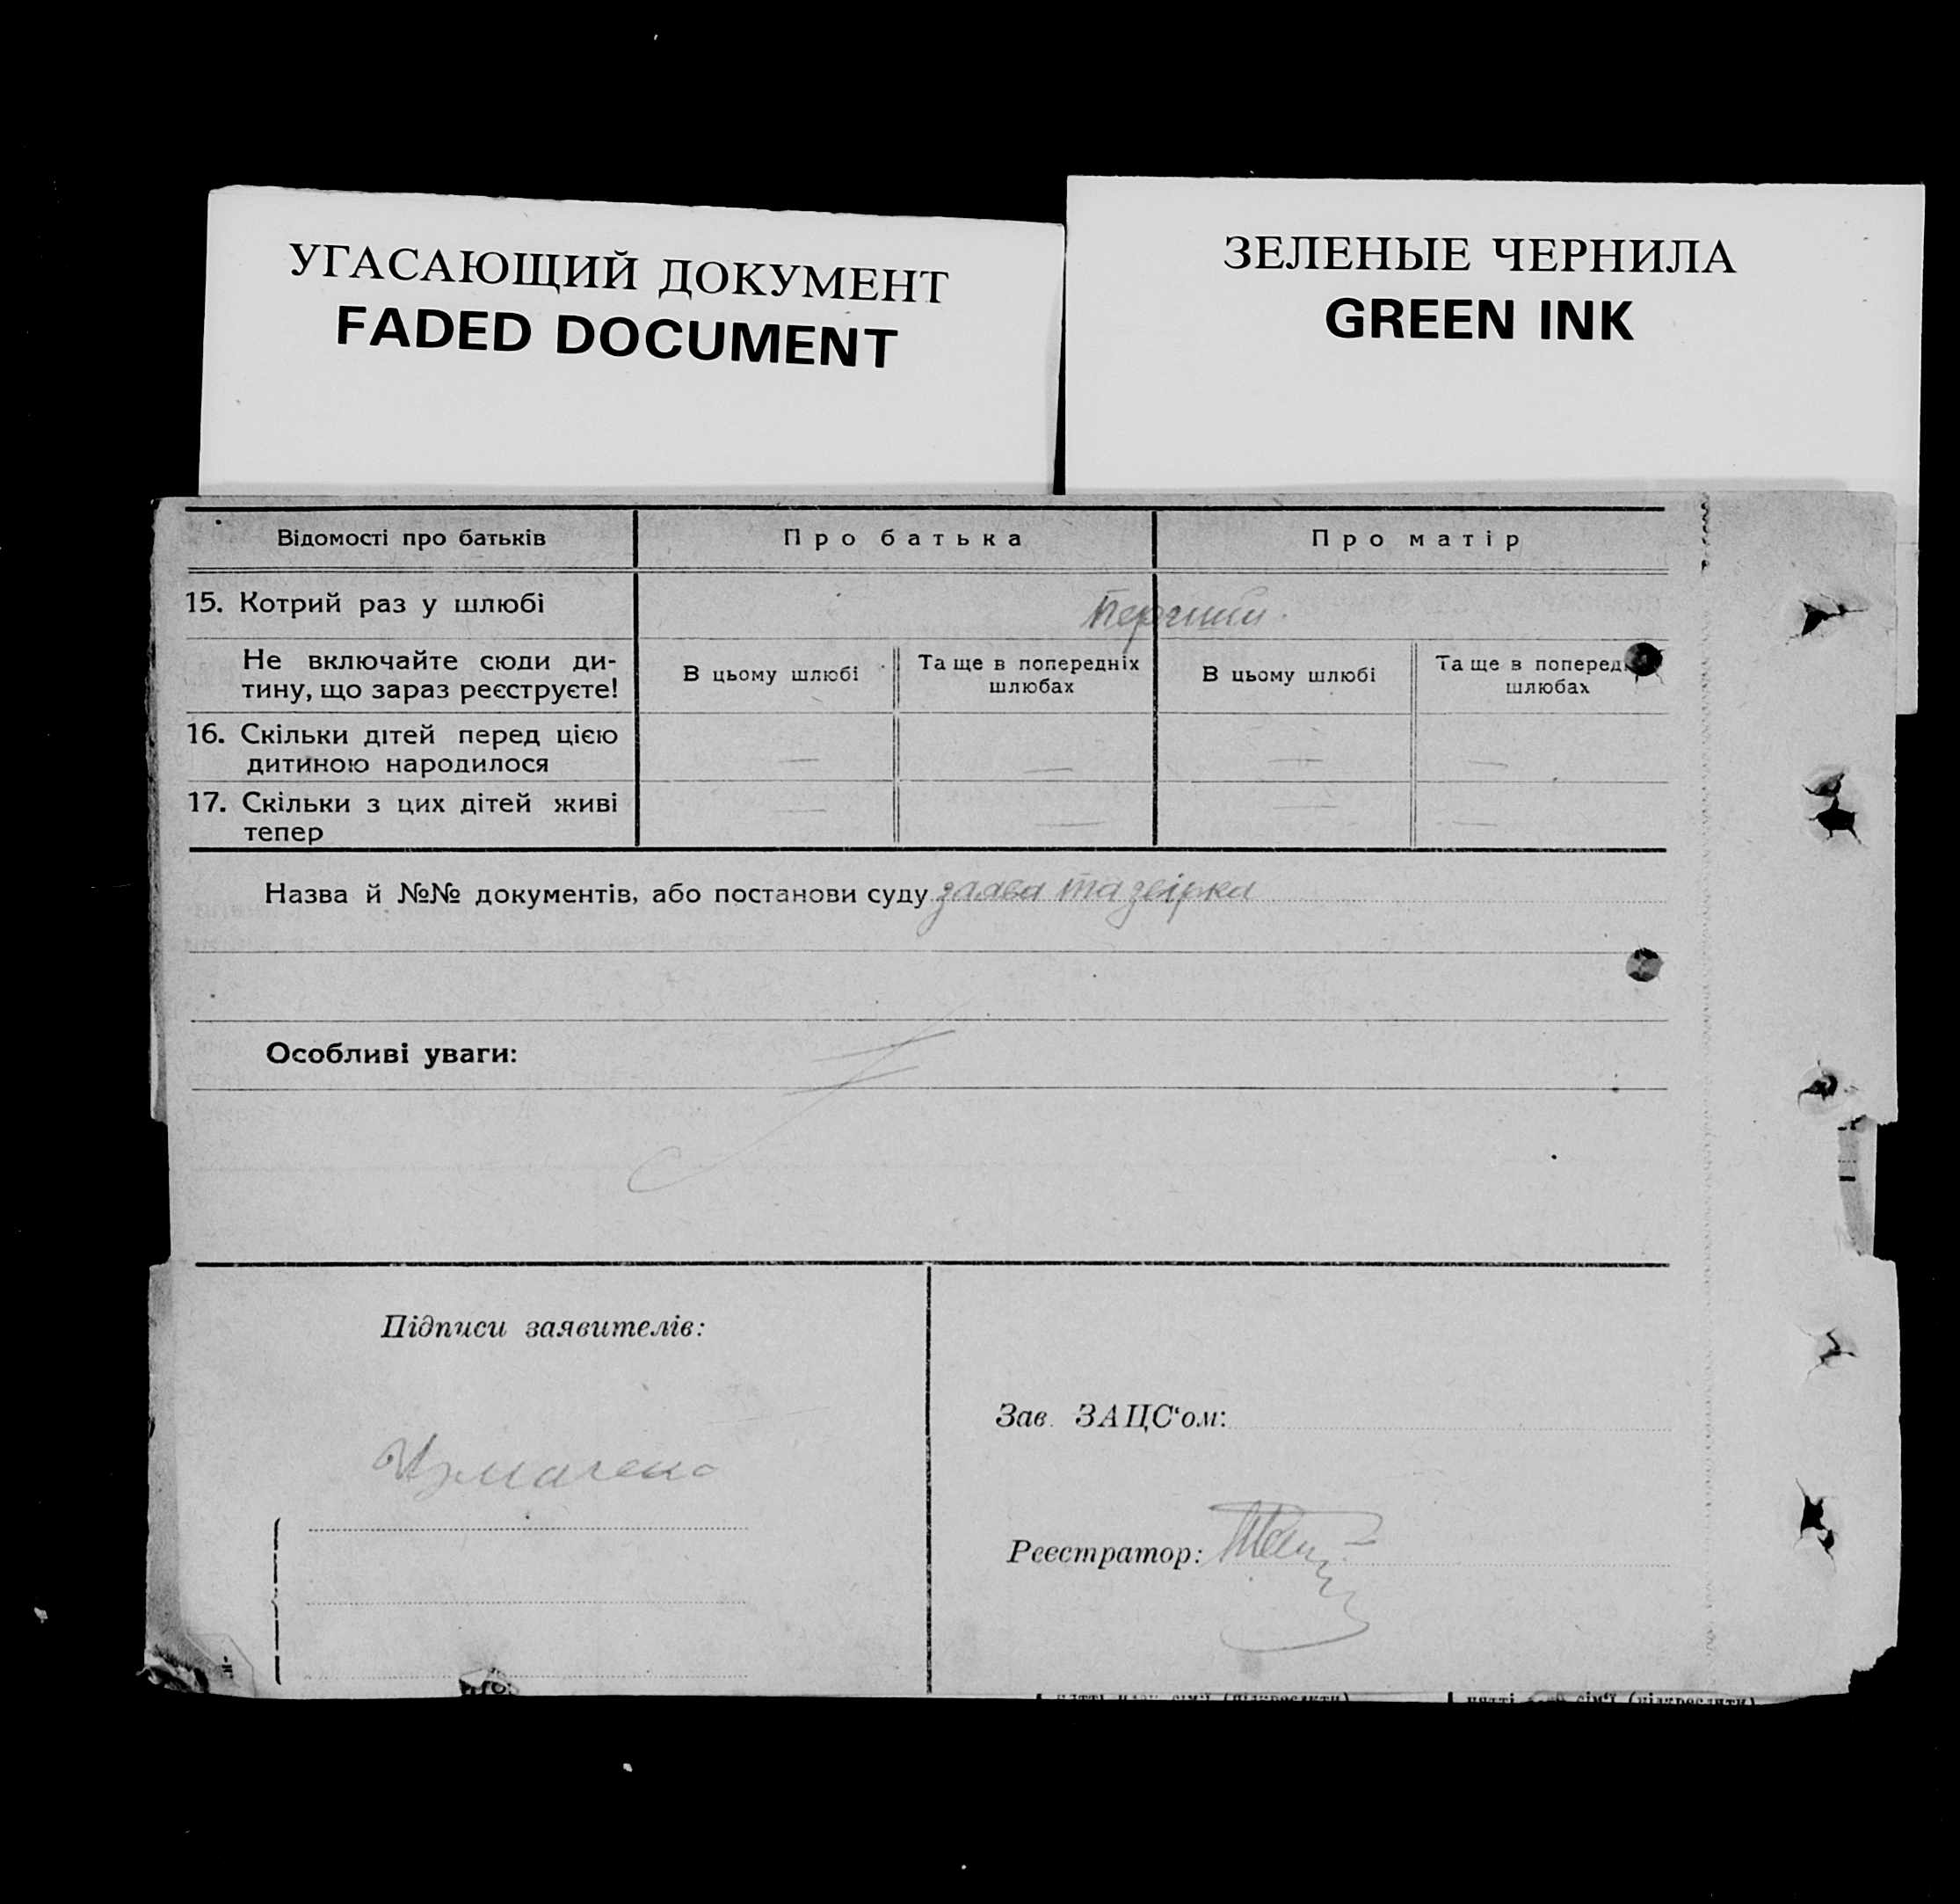 УГАСАЮЩИЙ ДОКУМЕНТ
FADED DOCUMENT
ЗЕЛЕНЫЕ ЧЕРНИЛА
GREEN INK
Відомості про батьків
Про батька
Про матір
15. Котрий раз у шлюбі
Перший.
Не включайте сюди ди-
тину, що зараз реєструєте!
В цьому шлюбі
Та ще в попередніх
шлюбах
В цьому шлюбі
Та ще в поперед
шлюбах
16. Скільки дітей перед цією
дитиною народилося
— — — —
17. Скільки з цих дітей живі
тепер
— — — —
Назва й №№ документів, або постанови суду заява та звірка
Особливі уваги:
Підписи заявителів:
Зав. ЗАЦС'ом:
Реєстратор: